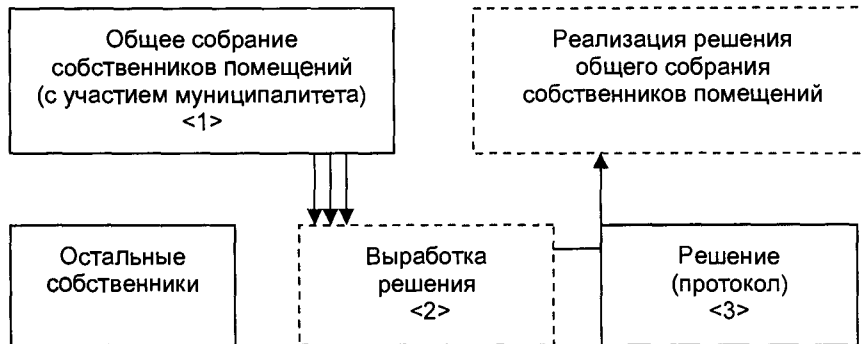 Общее собрание
собственников помещений
(с участием муниципалитета)
<1>
Реализация решения
общего собрания
собственников помещений
Остальные
собственники
Выработка
решения
<2>
Решение
(протокол)
<3>